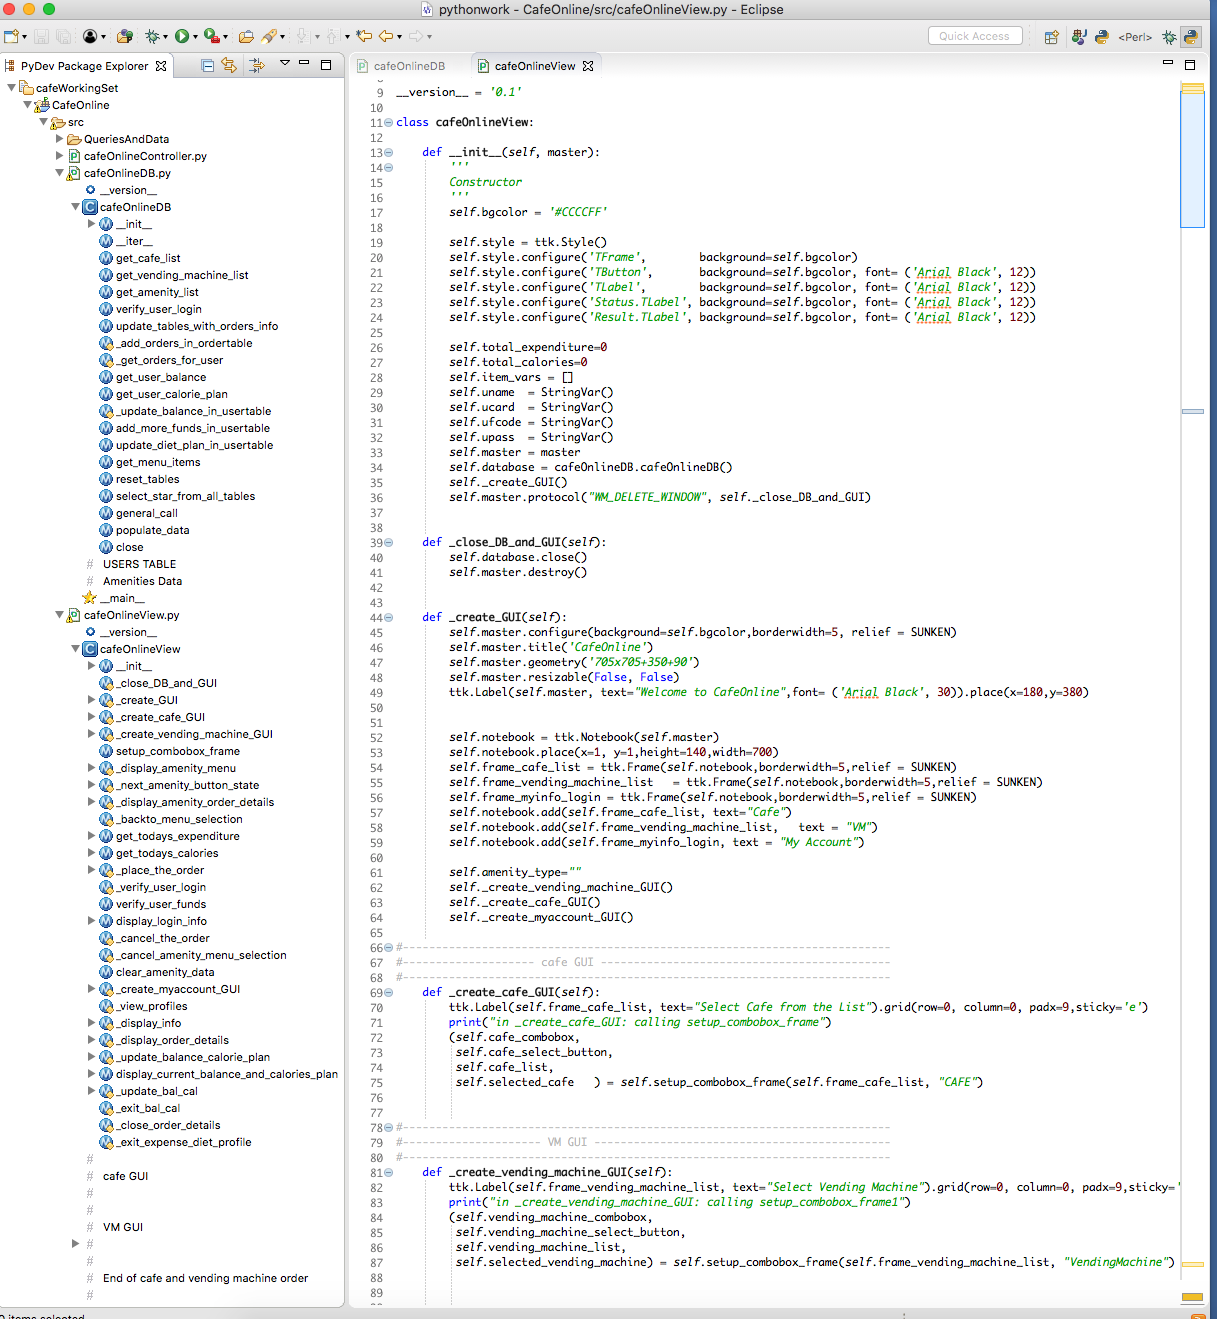 pythonwork - CafeOnline/src/cafeOnlineView.py - Eclipse
Quick Access
<Perl>
PyDev Package Explorer
cafeWorkingSet
CafeOnline
src
QueriesAndData
cafeOnlineController.py
cafeOnlineDB.py
__version__
cafeOnlineDB
__init__
__iter__
get_cafe_list
get_vending_machine_list
get_amenity_list
verify_user_login
update_tables_with_orders_info
_add_orders_in_ordertable
_get_orders_for_user
get_user_balance
get_user_calorie_plan
_update_balance_in_usertable
add_more_funds_in_usertable
update_diet_plan_in_usertable
get_menu_items
reset_tables
select_star_from_all_tables
general_call
populate_data
close
# USERS TABLE
# Amenities Data
__main__
cafeOnlineView.py
__version__
cafeOnlineView
__init__
_close_DB_and_GUI
_create_GUI
_create_cafe_GUI
_create_vending_machine_GUI
setup_combobox_frame
_display_amenity_menu
_next_amenity_button_state
_display_amenity_order_details
_backto_menu_selection
get_todays_expenditure
get_todays_calories
_place_the_order
_verify_user_login
verify_user_funds
display_login_info
_cancel_the_order
_cancel_amenity_menu_selection
clear_amenity_data
_create_myaccount_GUI
_view_profiles
_display_info
_display_order_details
_update_balance_calorie_plan
display_current_balance_and_calories_plan
_update_bal_cal
_exit_bal_cal
_close_order_details
_exit_expense_diet_profile
#
# cafe GUI
#
#
# VM GUI
#
#
# End of cafe and vending machine order
#
cafeOnlineDB
cafeOnlineView
9 __version__ = '0.1'
10
11 class cafeOnlineView:
12
13 def __init__(self, master):
14 '''
15 Constructor
16 '''
17 self.bgcolor = '#CCCCFF'
18
19 self.style = ttk.Style()
20 self.style.configure('TFrame', background=self.bgcolor)
21 self.style.configure('TButton', background=self.bgcolor, font= ('Arial Black', 12))
22 self.style.configure('TLabel', background=self.bgcolor, font= ('Arial Black', 12))
23 self.style.configure('Status.TLabel', background=self.bgcolor, font= ('Arial Black', 12))
24 self.style.configure('Result.TLabel', background=self.bgcolor, font= ('Arial Black', 12))
25
26 self.total_expenditure=0
27 self.total_calories=0
28 self.item_vars = []
29 self.uname = StringVar()
30 self.ucard = StringVar()
31 self.ufcode = StringVar()
32 self.upass = StringVar()
33 self.master = master
34 self.database = cafeOnlineDB.cafeOnlineDB()
35 self._create_GUI()
36 self.master.protocol("WM_DELETE_WINDOW", self._close_DB_and_GUI)
37
38
39 def _close_DB_and_GUI(self):
40 self.database.close()
41 self.master.destroy()
42
43
44 def _create_GUI(self):
45 self.master.configure(background=self.bgcolor,borderwidth=5, relief = SUNKEN)
46 self.master.title('CafeOnline')
47 self.master.geometry('705x705+350+90')
48 self.master.resizable(False, False)
49 ttk.Label(self.master, text="Welcome to CafeOnline",font= ('Arial Black', 30)).place(x=180,y=380)
50
51
52 self.notebook = ttk.Notebook(self.master)
53 self.notebook.place(x=1, y=1,height=140,width=700)
54 self.frame_cafe_list = ttk.Frame(self.notebook,borderwidth=5,relief = SUNKEN)
55 self.frame_vending_machine_list = ttk.Frame(self.notebook,borderwidth=5,relief = SUNKEN)
56 self.frame_myinfo_login = ttk.Frame(self.notebook,borderwidth=5,relief = SUNKEN)
57 self.notebook.add(self.frame_cafe_list, text="Cafe")
58 self.notebook.add(self.frame_vending_machine_list, text = "VM")
59 self.notebook.add(self.frame_myinfo_login, text = "My Account")
60
61 self.amenity_type=""
62 self._create_vending_machine_GUI()
63 self._create_cafe_GUI()
64 self._create_myaccount_GUI()
65
66 #-----------------------------------------------------------------------
67 #------------------- cafe GUI ------------------------------------------
68 #-----------------------------------------------------------------------
69 def _create_cafe_GUI(self):
70 ttk.Label(self.frame_cafe_list, text="Select Cafe from the List").grid(row=0, column=0, padx=9,sticky='e')
71 print("in _create_cafe_GUI: calling setup_combobox_frame")
72 (self.cafe_combobox,
73 self.cafe_select_button,
74 self.cafe_list,
75 self.selected_cafe ) = self.setup_combobox_frame(self.frame_cafe_list, "CAFE")
76
77
78 #-----------------------------------------------------------------------
79 #-------------------- VM GUI -------------------------------------------
80 #-----------------------------------------------------------------------
81 def _create_vending_machine_GUI(self):
82 ttk.Label(self.frame_vending_machine_list, text="Select Vending Machine").grid(row=0, column=0, padx=9,sticky='
83 print("in _create_vending_machine_GUI: calling setup_combobox_frame1")
84 (self.vending_machine_combobox,
85 self.vending_machine_select_button,
86 self.vending_machine_list,
87 self.selected_vending_machine) = self.setup_combobox_frame(self.frame_vending_machine_list, "VendingMachine")
88
89